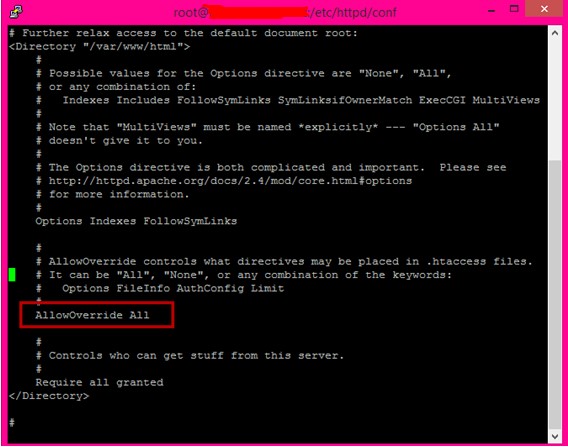 root@ :/etc/httpd/conf
# Further relax access to the default document root:
<Directory "/var/www/html">
#
# Possible values for the Options directive are "None", "All",
# or any combination of:
#   Indexes Includes FollowSymLinks SymLinksifOwnerMatch ExecCGI MultiViews
#
# Note that "MultiViews" must be named *explicitly* --- "Options All"
# doesn't give it to you.
#
# The Options directive is both complicated and important.  Please see
# http://httpd.apache.org/docs/2.4/mod/core.html#options
# for more information.
#
Options Indexes FollowSymLinks
#
# AllowOverride controls what directives may be placed in .htaccess files.
# It can be "All", "None", or any combination of the keywords:
#   Options FileInfo AuthConfig Limit
#
AllowOverride All
#
# Controls who can get stuff from this server.
#
Require all granted
</Directory>
#